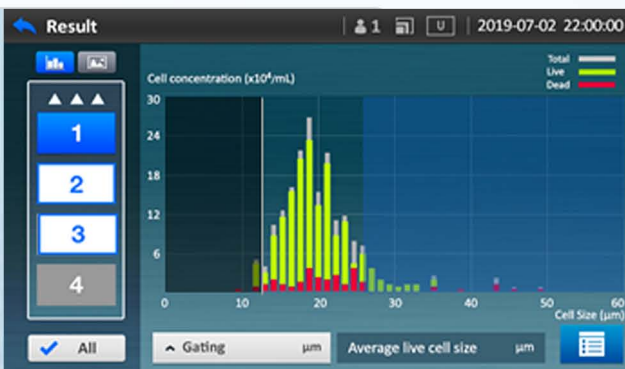 Result
1
U
2019-07-02 22:00:00
Total
Live
Dead
Cell concentration (x10⁴/mL)
30
24
18
12
6
0 10 20 30 40 50 60
Cell Size (μm)
1
2
3
4
All
Gating μm
Average live cell size μm